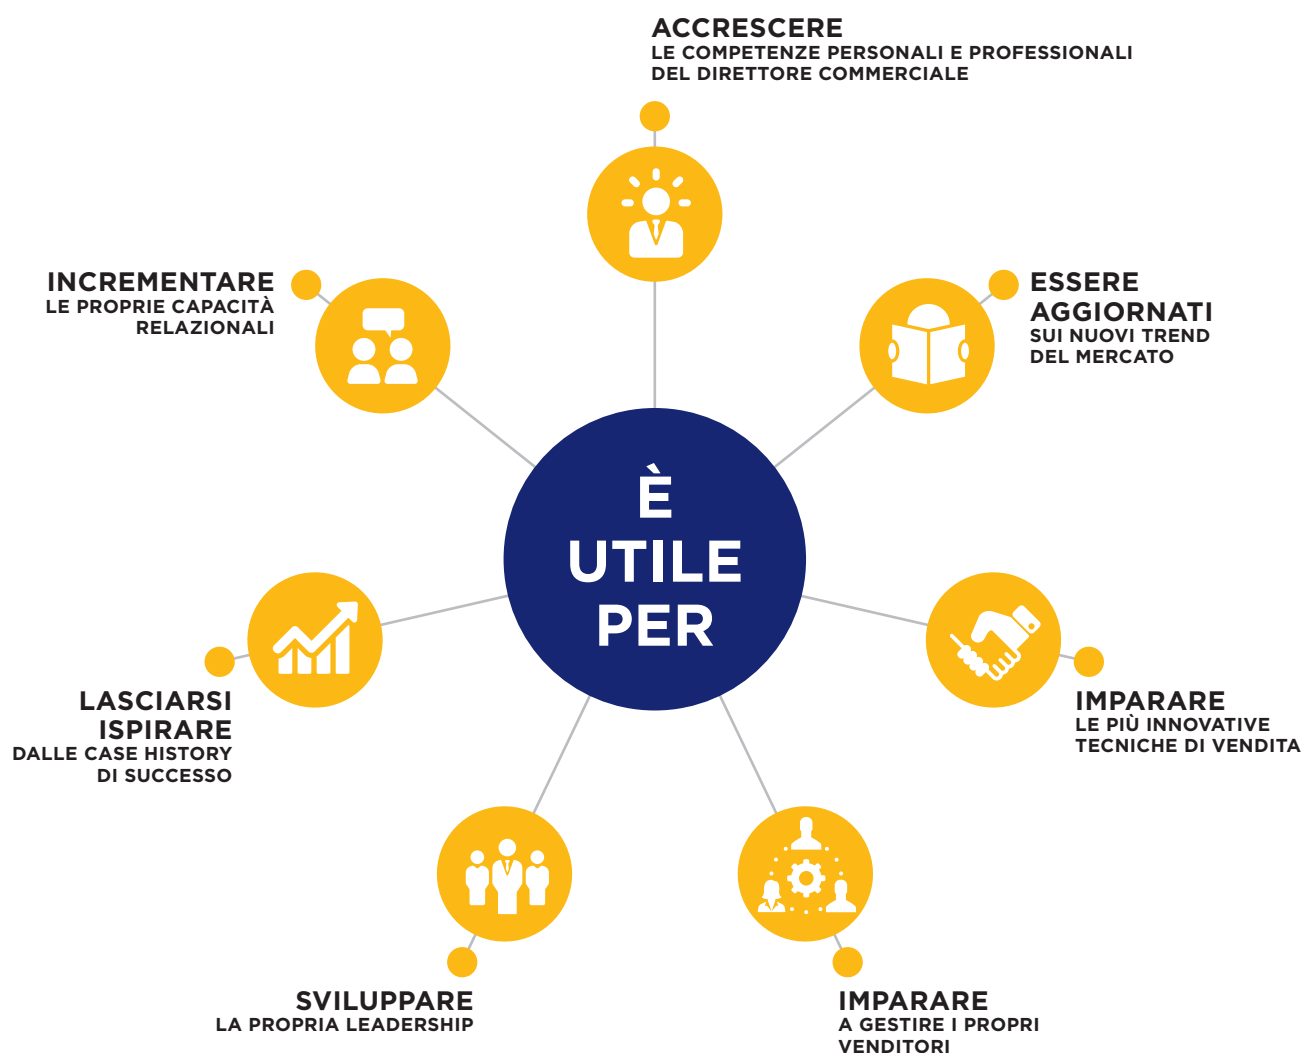 ACCRESCERE
LE COMPETENZE PERSONALI E PROFESSIONALI
DEL DIRETTORE COMMERCIALE
INCREMENTARE
LE PROPRIE CAPACITÀ
RELAZIONALI
ESSERE
AGGIORNATI
SUI NUOVI TREND
DEL MERCATO
È
UTILE
PER
LASCIARSI
ISPIRARE
DALLE CASE HISTORY
DI SUCCESSO
IMPARARE
LE PIÙ INNOVATIVE
TECNICHE DI VENDITA
SVILUPPARE
LA PROPRIA LEADERSHIP
IMPARARE
A GESTIRE I PROPRI
VENDITORI